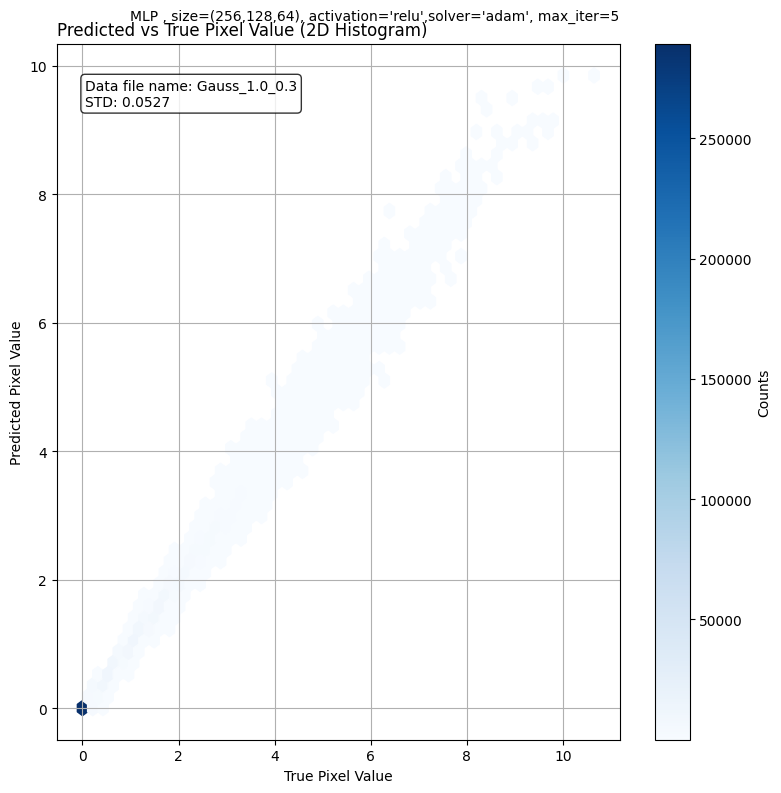 MLP , size=(256,128,64), activation='relu',solver='adam', max_iter=5
Predicted vs True Pixel Value (2D Histogram)
Data file name: Gauss_1.0_0.3
STD: 0.0527
10
8
6
4
2
0
Predicted Pixel Value
0 2 4 6 8 10
True Pixel Value
250000
200000
150000
100000
50000
Counts